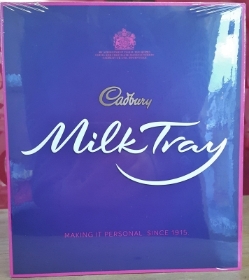 Cadbury
Milk Tray
MAKING IT PERSONAL. SINCE 1915.